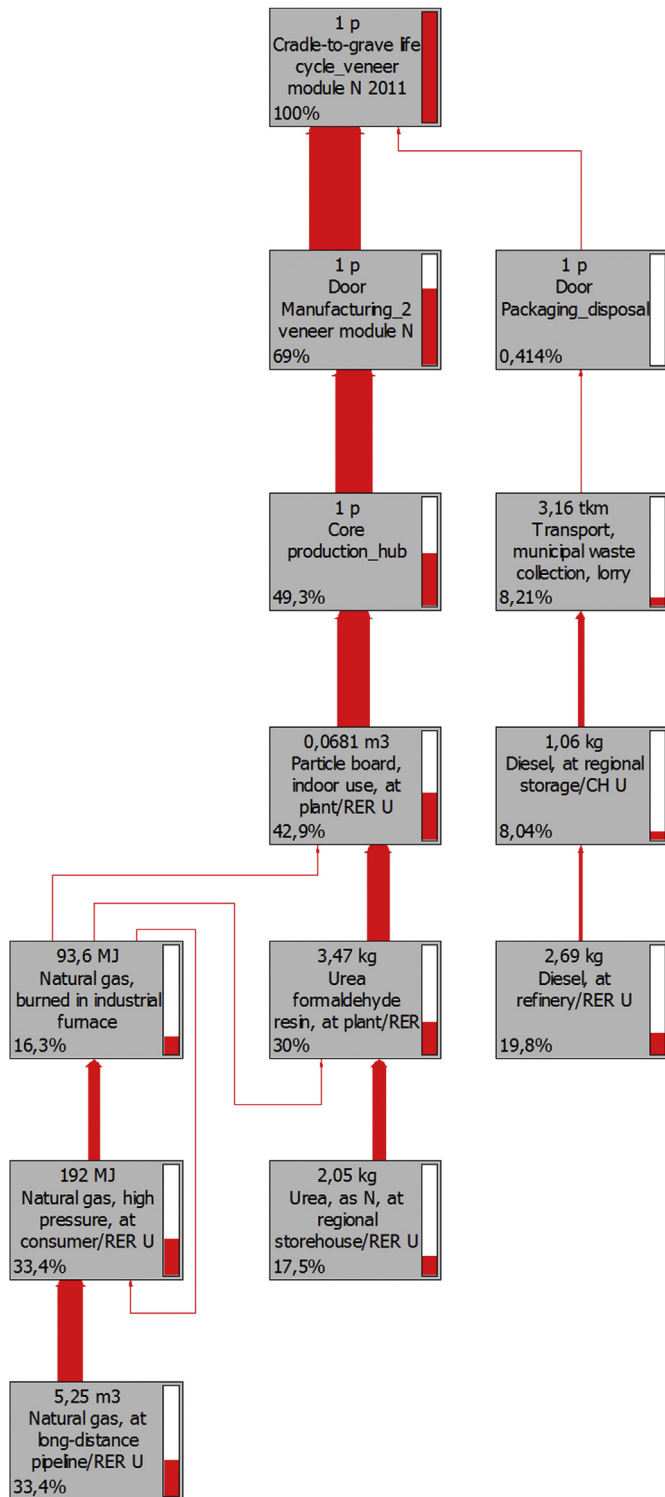 1 p
Cradle-to-grave life
cycle_veneer
module N 2011
100%
1 p
Door
Manufacturing_2
veneer module N
69%
1 p
Door
Packaging_disposal
0,414%
1 p
Core
production_hub
49,3%
3,16 tkm
Transport,
municipal waste
collection, lorry
8,21%
0,0681 m3
Particle board,
indoor use, at
plant/RER U
42,9%
1,06 kg
Diesel, at regional
storage/CH U
8,04%
93,6 MJ
Natural gas,
burned in industrial
furnace
16,3%
3,47 kg
Urea
formaldehyde
resin, at plant/RER
30%
2,69 kg
Diesel, at
refinery/RER U
19,8%
192 MJ
Natural gas, high
pressure, at
consumer/RER U
33,4%
2,05 kg
Urea, as N, at
regional
storehouse/RER U
17,5%
5,25 m3
Natural gas, at
long-distance
pipeline/RER U
33,4%